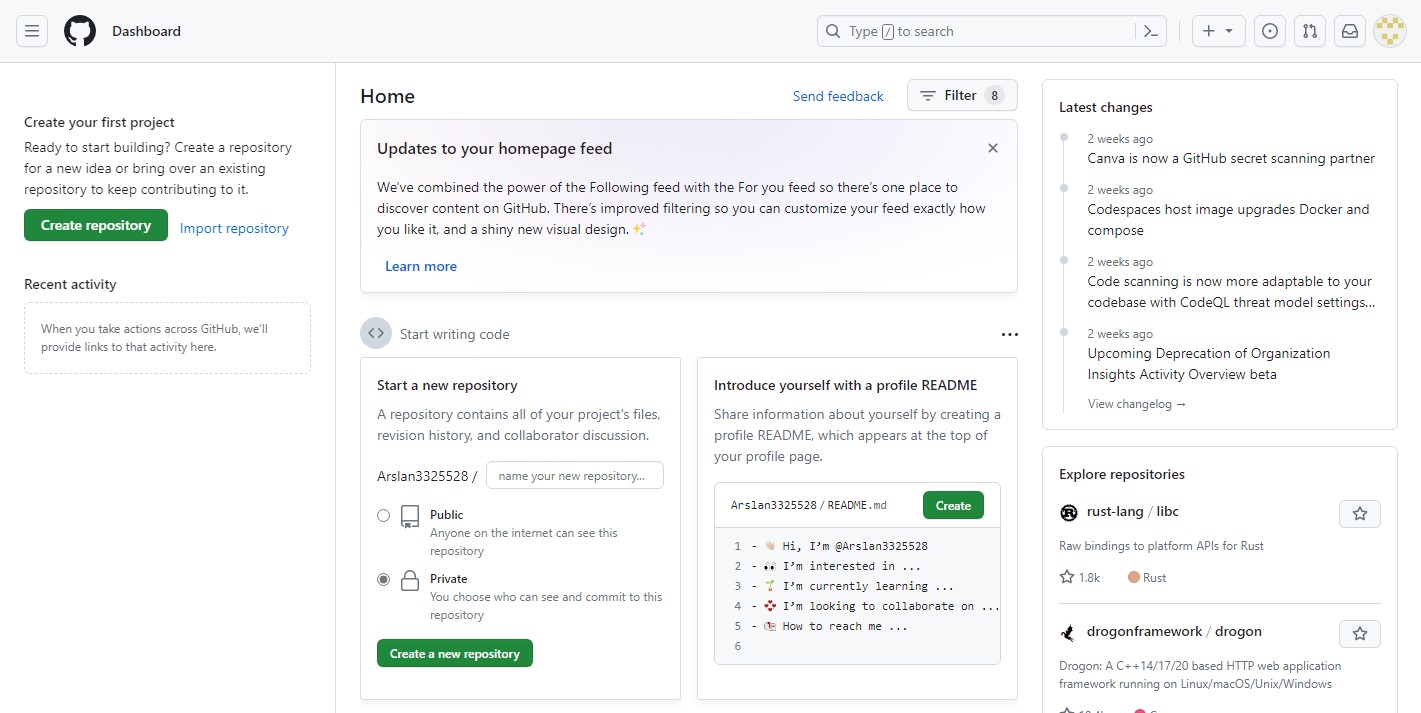 Dashboard
Type / to search
Create your first project
Ready to start building? Create a repository
for a new idea or bring over an existing
repository to keep contributing to it.
Create repository
Import repository
Recent activity
When you take actions across GitHub, we'll
provide links to that activity here.
Home
Send feedback
Filter 8
Updates to your homepage feed
We've combined the power of the Following feed with the For you feed so there's one place to
discover content on GitHub. There's improved filtering so you can customize your feed exactly how
you like it, and a shiny new visual design. ✨
Learn more
Start writing code
Start a new repository
A repository contains all of your project's files,
revision history, and collaborator discussion.
Arslan3325528 /
name your new repository...
Public
Anyone on the internet can see this
repository
Private
You choose who can see and commit to this
repository
Create a new repository
Introduce yourself with a profile README
Share information about yourself by creating a
profile README, which appears at the top of
your profile page.
Arslan3325528 / README.md
Create
1 - 👋 Hi, I'm @Arslan3325528
2 - 👀 I'm interested in ...
3 - 🌱 I'm currently learning ...
4 - 💞️ I'm looking to collaborate on ...
5 - 📫 How to reach me ...
6
Latest changes
2 weeks ago
Canva is now a GitHub secret scanning partner
2 weeks ago
Codespaces host image upgrades Docker and
compose
2 weeks ago
Code scanning is now more adaptable to your
codebase with CodeQL threat model settings...
2 weeks ago
Upcoming Deprecation of Organization
Insights Activity Overview beta
View changelog →
Explore repositories
rust-lang / libc
Raw bindings to platform APIs for Rust
1.8k
Rust
drogonframework / drogon
Drogon: A C++14/17/20 based HTTP web application
framework running on Linux/macOS/Unix/Windows